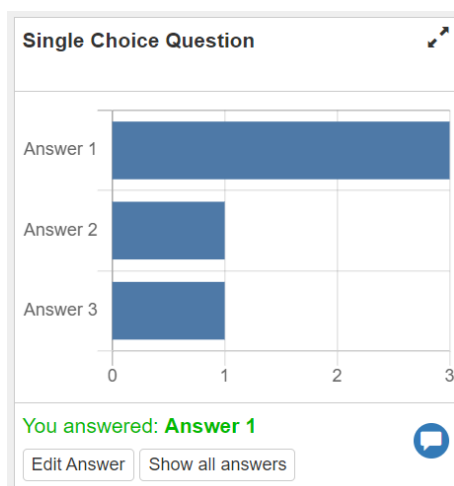 Single Choice Question
Answer 1
Answer 2
Answer 3
0 1 2 3
You answered: Answer 1
Edit Answer Show all answers